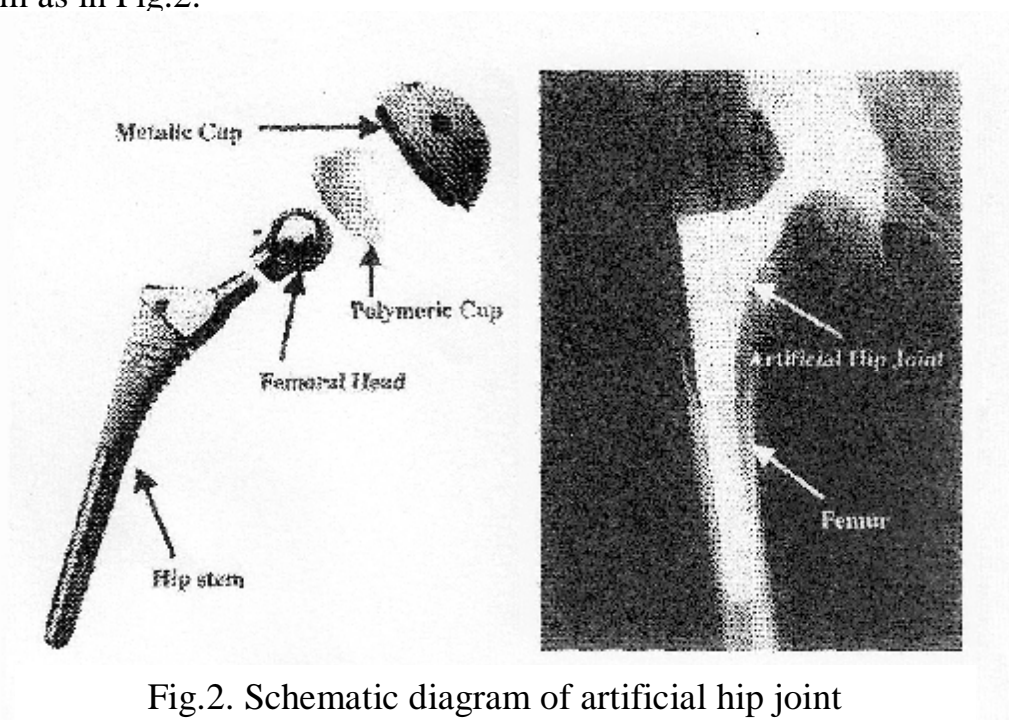 as in Fig.2.
Metalic Cup
Polymeric Cup
Femoral Head
Hip stem
Artificial Hip Joint
Femur
Fig.2. Schematic diagram of artificial hip joint